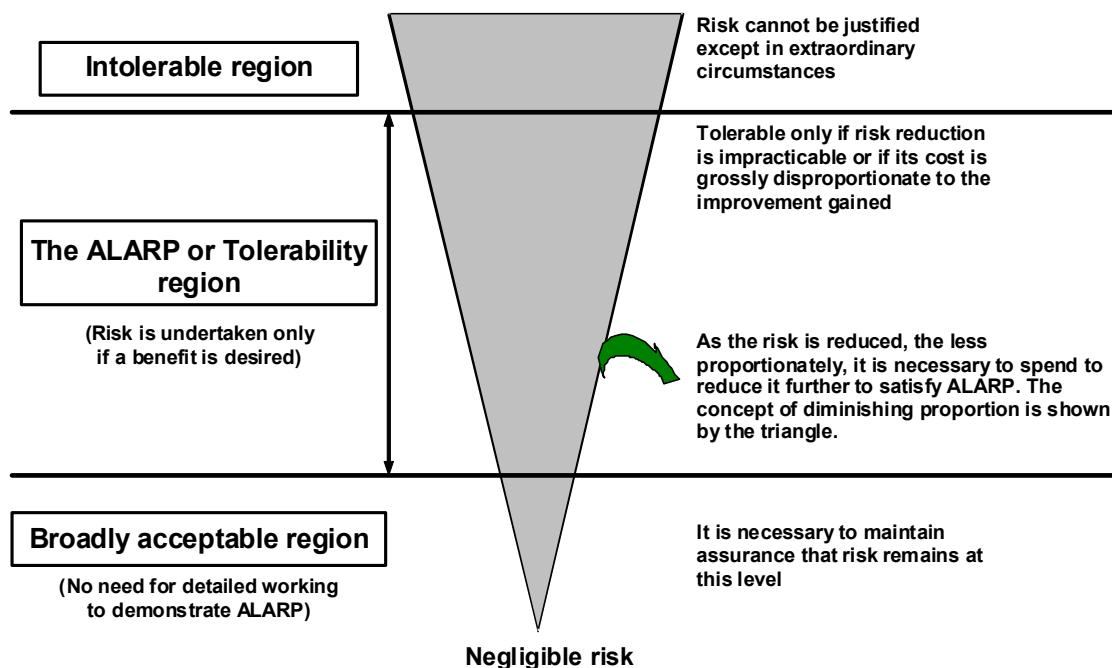 Intolerable region
Risk cannot be justified
except in extraordinary
circumstances
The ALARP or Tolerability
region
(Risk is undertaken only
if a benefit is desired)
Tolerable only if risk reduction
is impracticable or if its cost is
grossly disproportionate to the
improvement gained
As the risk is reduced, the less
proportionately, it is necessary to spend to
reduce it further to satisfy ALARP. The
concept of diminishing proportion is shown
by the triangle.
Broadly acceptable region
(No need for detailed working
to demonstrate ALARP)
It is necessary to maintain
assurance that risk remains at
this level
Negligible risk